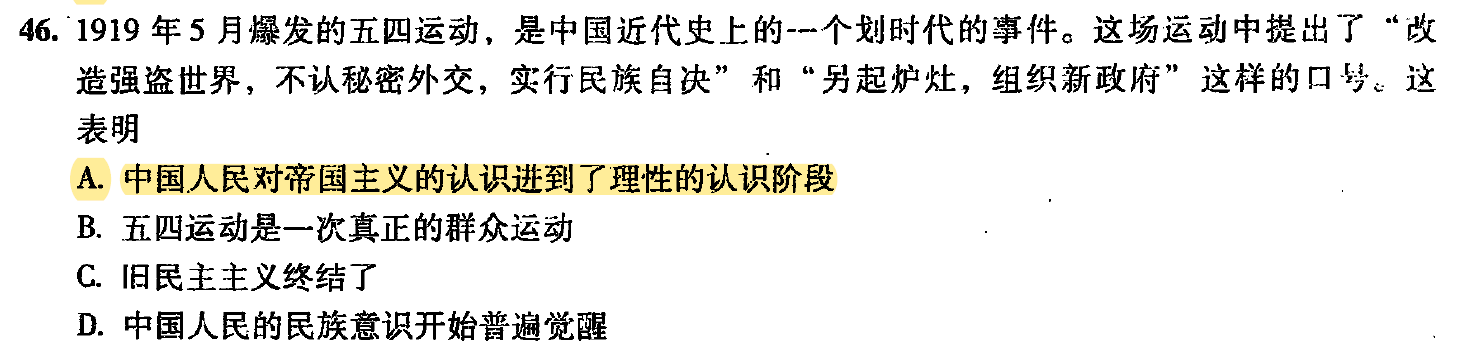 46. 1919 年 5 月爆发的五四运动，是中国近代史上的一个划时代的事件。这场运动中提出了“改
造强盗世界，不认秘密外交，实行民族自决”和“另起炉灶，组织新政府”这样的口号。这
表明
A. 中国人民对帝国主义的认识进到了理性的认识阶段
B. 五四运动是一次真正的群众运动
C. 旧民主主义终结了
D. 中国人民的民族意识开始普遍觉醒